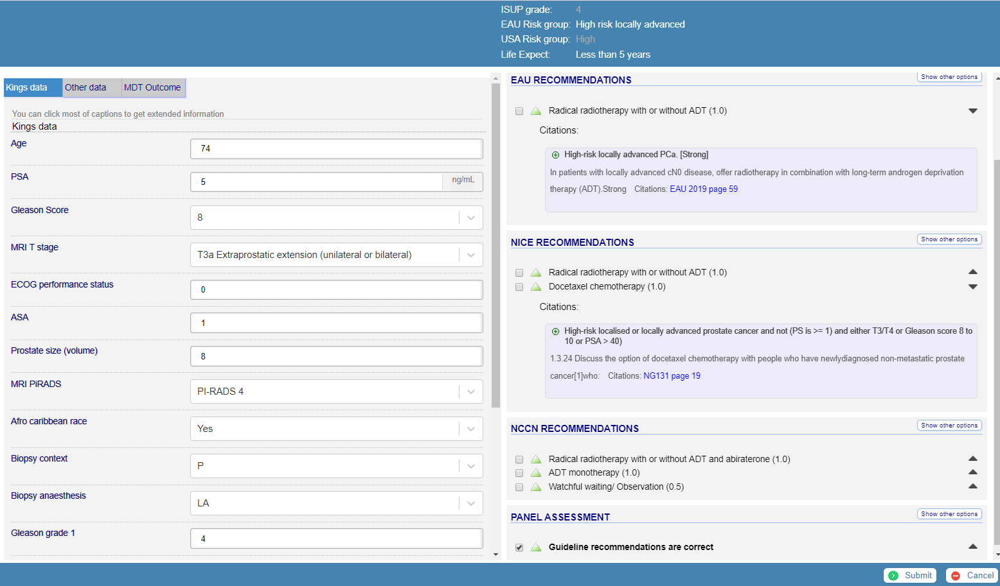 ISUP grade: 4
EAU Risk group: High risk locally advanced
USA Risk group: High
Life Expect: Less than 5 years
Kings data Other data MDT Outcome
You can click most of captions to get extended information
Kings data
Age 74
PSA 5 ng/mL
Gleason Score 8
MRI T stage T3a Extraprostatic extension (unilateral or bilateral)
ECOG performance status 0
ASA 1
Prostate size (volume) 8
MRI PiRADS PI-RADS 4
Afro caribbean race Yes
Biopsy context P
Biopsy anaesthesis LA
Gleason grade 1 4
EAU RECOMMENDATIONS Show other options
Radical radiotherapy with or without ADT (1.0)
Citations:
High-risk locally advanced PCa. [Strong]
In patients with locally advanced cN0 disease, offer radiotherapy in combination with long-term androgen deprivation
therapy (ADT).Strong Citations: EAU 2019 page 59
NICE RECOMMENDATIONS Show other options
Radical radiotherapy with or without ADT (1.0)
Docetaxel chemotherapy (1.0)
Citations:
High-risk localised or locally advanced prostate cancer and not (PS is >= 1) and either T3/T4 or Gleason score 8 to
10 or PSA > 40)
1.3.24 Discuss the option of docetaxel chemotherapy with people who have newlydiagnosed non-metastatic prostate
cancer[1]who: Citations: NG131 page 19
NCCN RECOMMENDATIONS Show other options
Radical radiotherapy with or without ADT and abiraterone (1.0)
ADT monotherapy (1.0)
Watchful waiting/ Observation (0.5)
PANEL ASSESSMENT Show other options
Guideline recommendations are correct
Submit Cancel